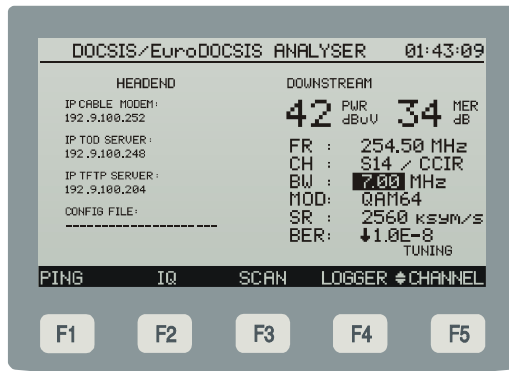 DOCSIS/EuroDOCSIS ANALYSER 01:43:09
HEADEND
IP CABLE MODEM:
192.9.100.252
IP TOD SERVER:
192.9.100.248
IP TFTP SERVER:
192.9.100.204
CONFIG FILE:
--------------------
DOWNSTREAM
42 PWR dBuV 34 MER dB
FR : 254.50 MHz
CH : S14 / CCIR
BW : 7.00 MHz
MOD: QAM64
SR : 2560 KSYM/S
BER: ↓1.0E-8
TUNING
PING IQ SCAN LOGGER CHANNEL
F1 F2 F3 F4 F5